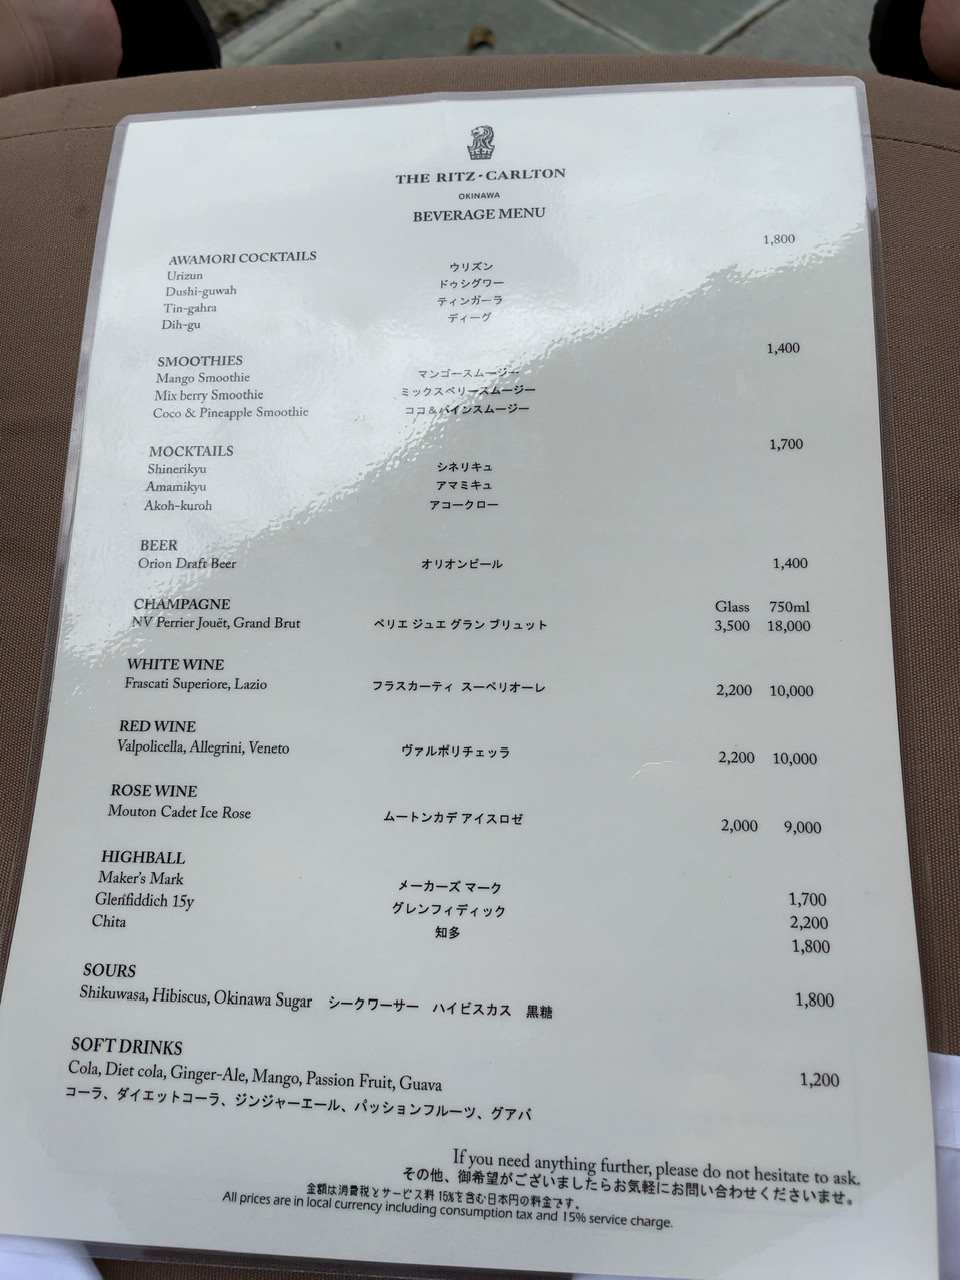 THE RITZ-CARLTON
OKINAWA
BEVERAGE MENU
1,800
AWAMORI COCKTAILS
Urizun ウリズン
Dushi-guwah ドゥシグワー
Tin-gahra ティンガーラ
Dih-gu ディーグ
1,400
SMOOTHIES
Mango Smoothie マンゴースムージー
Mix berry Smoothie ミックスベリースムージー
Coco & Pineapple Smoothie ココ&パインスムージー
1,700
MOCKTAILS
Shinerikyu シネリキュ
Amamikyu アマミキュ
Akoh-kuroh アコークロー
BEER
Orion Draft Beer オリオンビール 1,400
CHAMPAGNE Glass 750ml
NV Perrier Jouët, Grand Brut ペリエ ジュエ グラン ブリュット 3,500 18,000
WHITE WINE
Frascati Superiore, Lazio フラスカーティ スーペリオーレ 2,200 10,000
RED WINE
Valpolicella, Allegrini, Veneto ヴァルポリチェッラ 2,200 10,000
ROSE WINE
Mouton Cadet Ice Rose ムートンカデ アイスロゼ 2,000 9,000
HIGHBALL
Maker's Mark メーカーズ マーク 1,700
Glenfiddich 15y グレンフィディック 2,200
Chita 知多 1,800
SOURS
Shikuwasa, Hibiscus, Okinawa Sugar シークワーサー ハイビスカス 黒糖 1,800
SOFT DRINKS
Cola, Diet cola, Ginger-Ale, Mango, Passion Fruit, Guava 1,200
コーラ、ダイエットコーラ、ジンジャーエール、パッションフルーツ、グアバ
If you need anything further, please do not hesitate to ask.
その他、御希望がございましたらお気軽にお問い合わせくださいませ。
金額は消費税とサービス料 15%を含む日本円の料金です。
All prices are in local currency including consumption tax and 15% service charge.